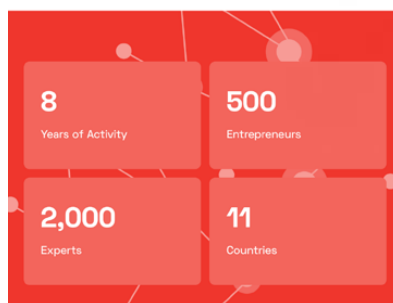 8
Years of Activity
500
Entrepreneurs
2,000
Experts
11
Countries